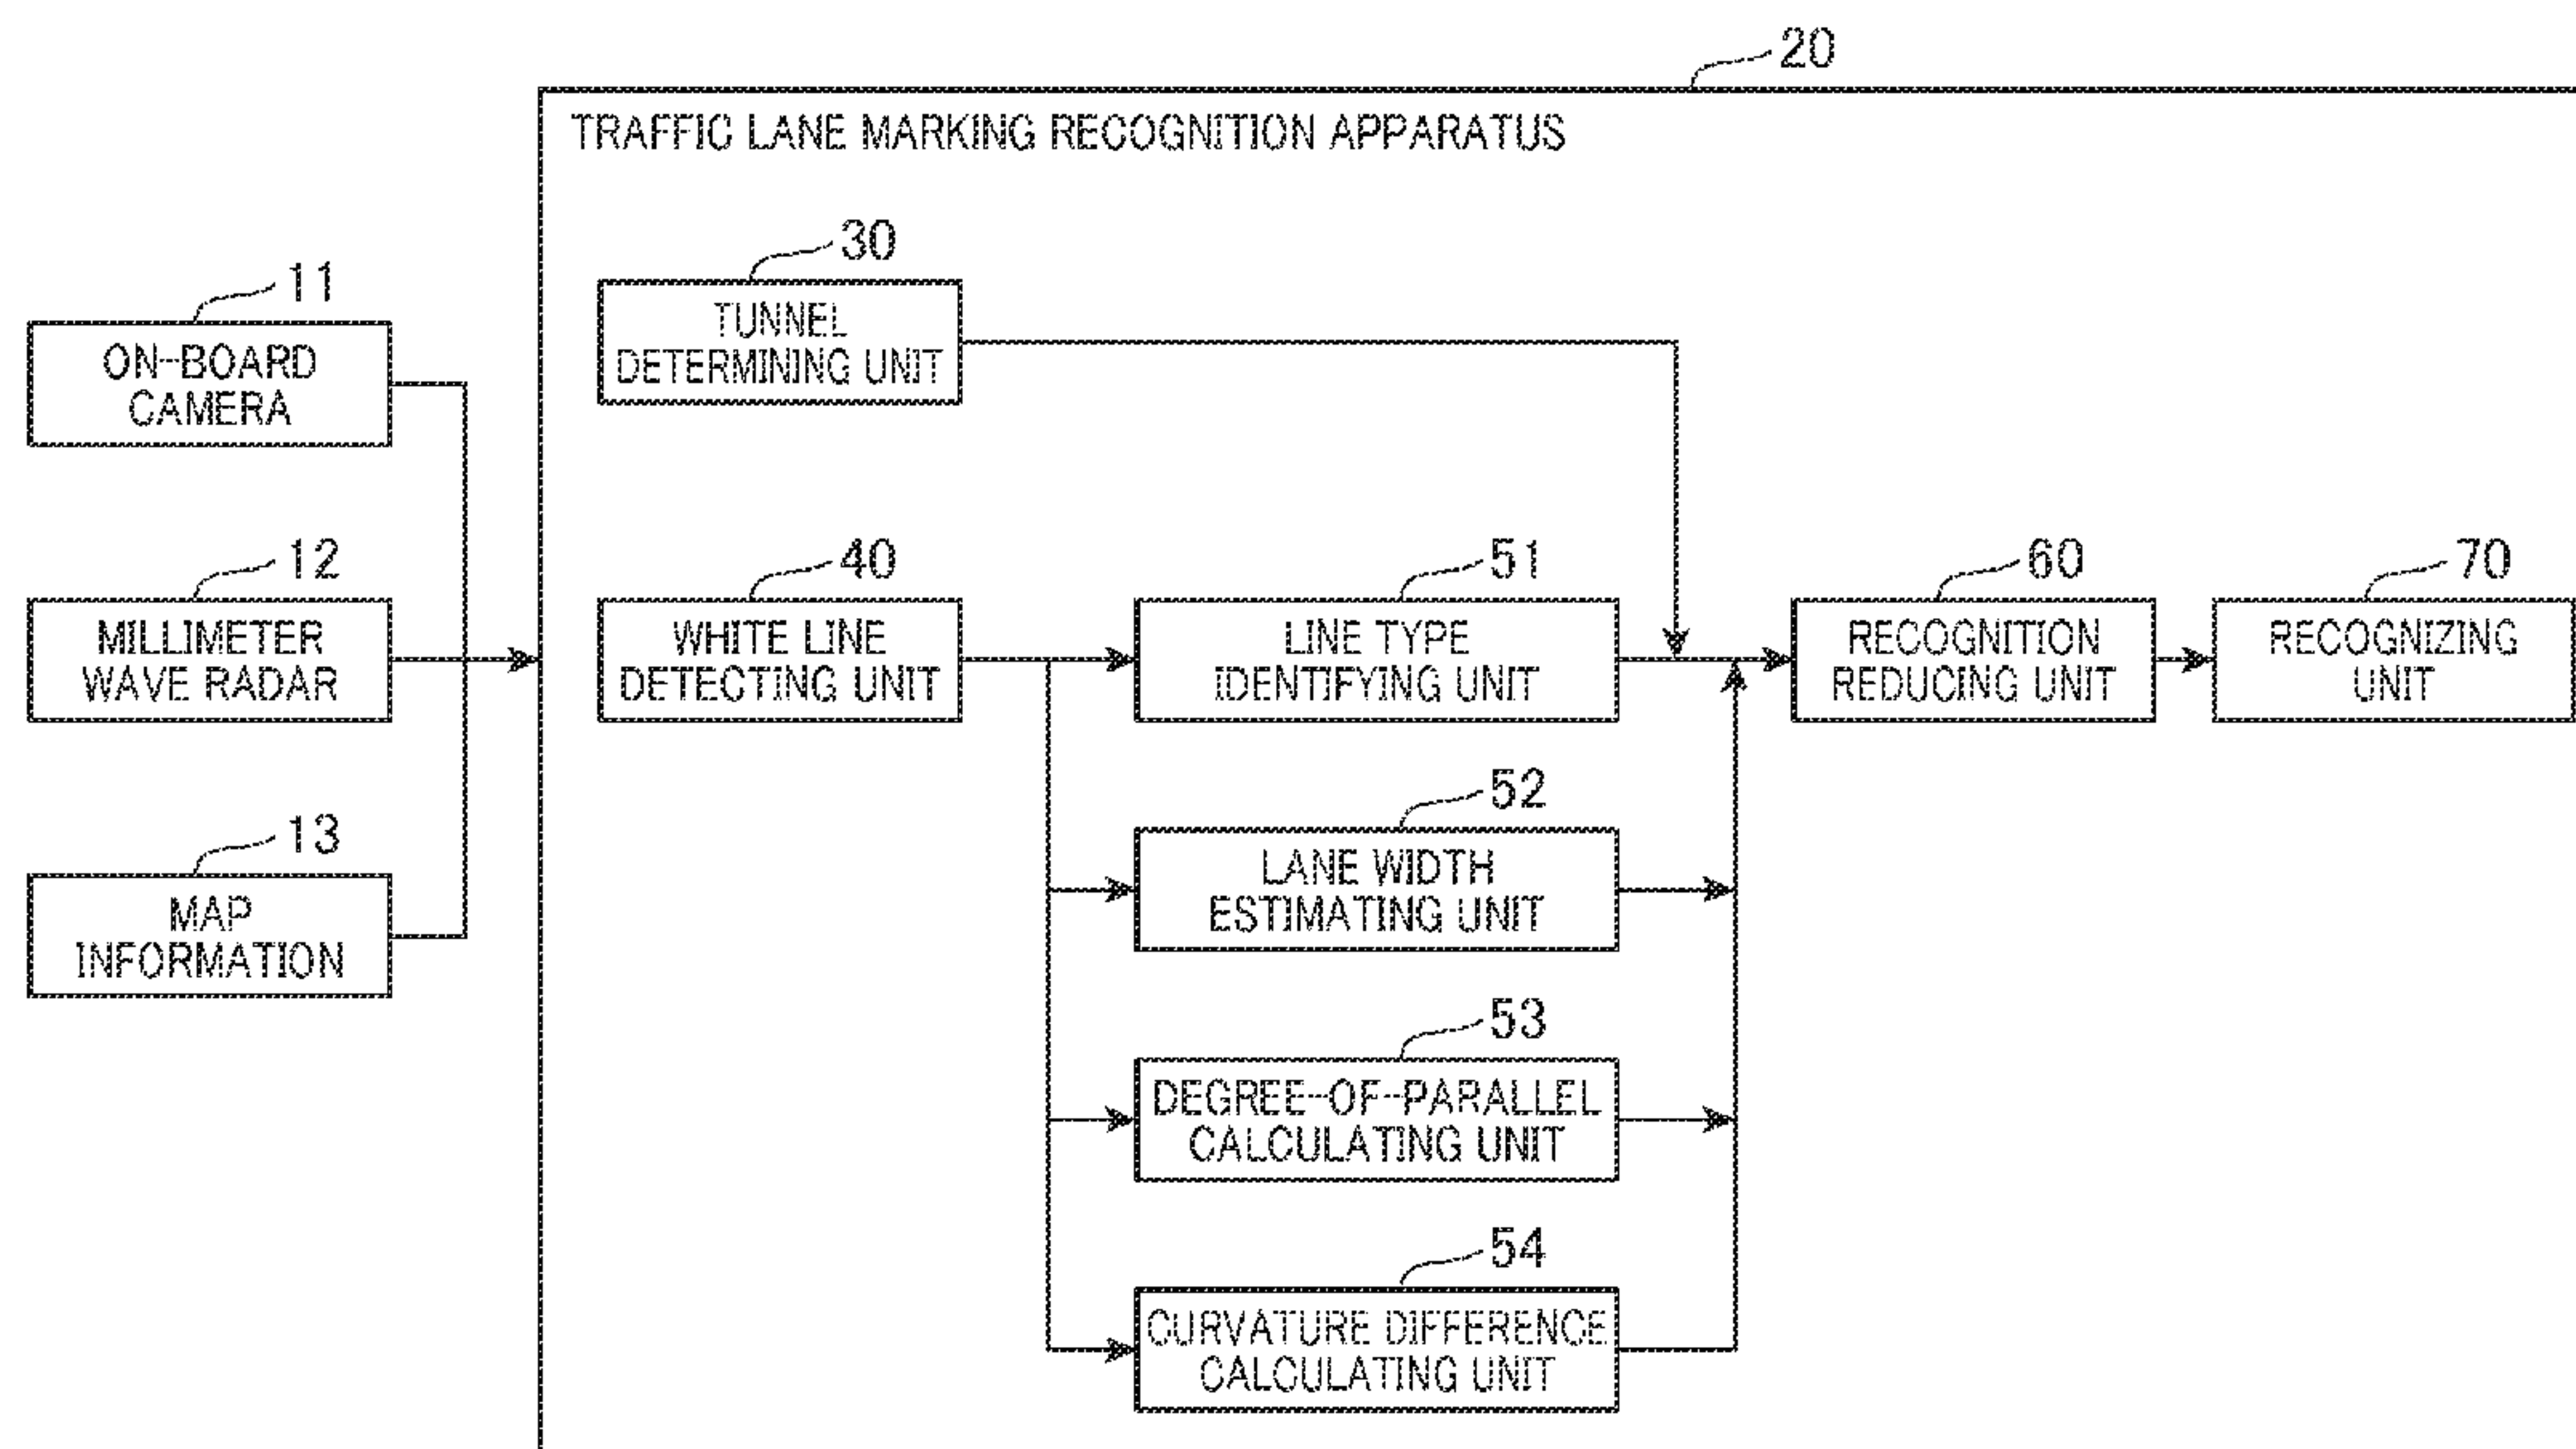 20
TRAFFIC LANE MARKING RECOGNITION APPARATUS
11
ON-BOARD
CAMERA
12
MILLIMETER
WAVE RADAR
13
MAP
INFORMATION
30
TUNNEL
DETERMINING UNIT
40
WHITE LINE
DETECTING UNIT
51
LINE TYPE
IDENTIFYING UNIT
52
LANE WIDTH
ESTIMATING UNIT
53
DEGREE-OF-PARALLEL
CALCULATING UNIT
54
CURVATURE DIFFERENCE
CALCULATING UNIT
60
RECOGNITION
REDUCING UNIT
70
RECOGNIZING
UNIT